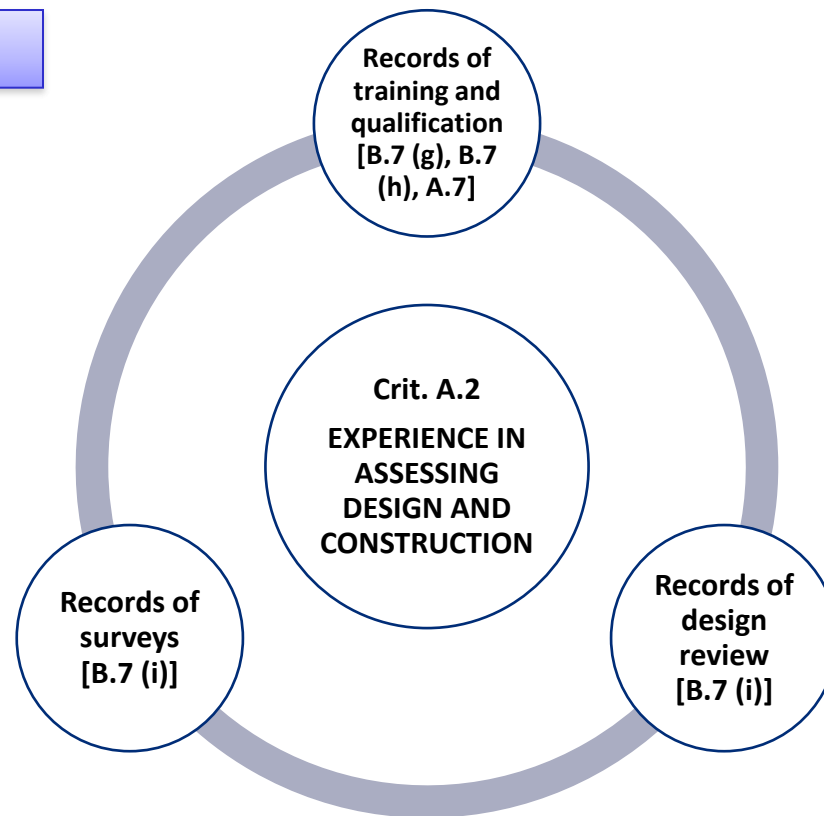 Records of
training and
qualification
[B.7 (g), B.7
(h), A.7]
Crit. A.2
EXPERIENCE IN
ASSESSING
DESIGN AND
CONSTRUCTION
Records of
surveys
[B.7 (i)]
Records of
design
review
[B.7 (i)]